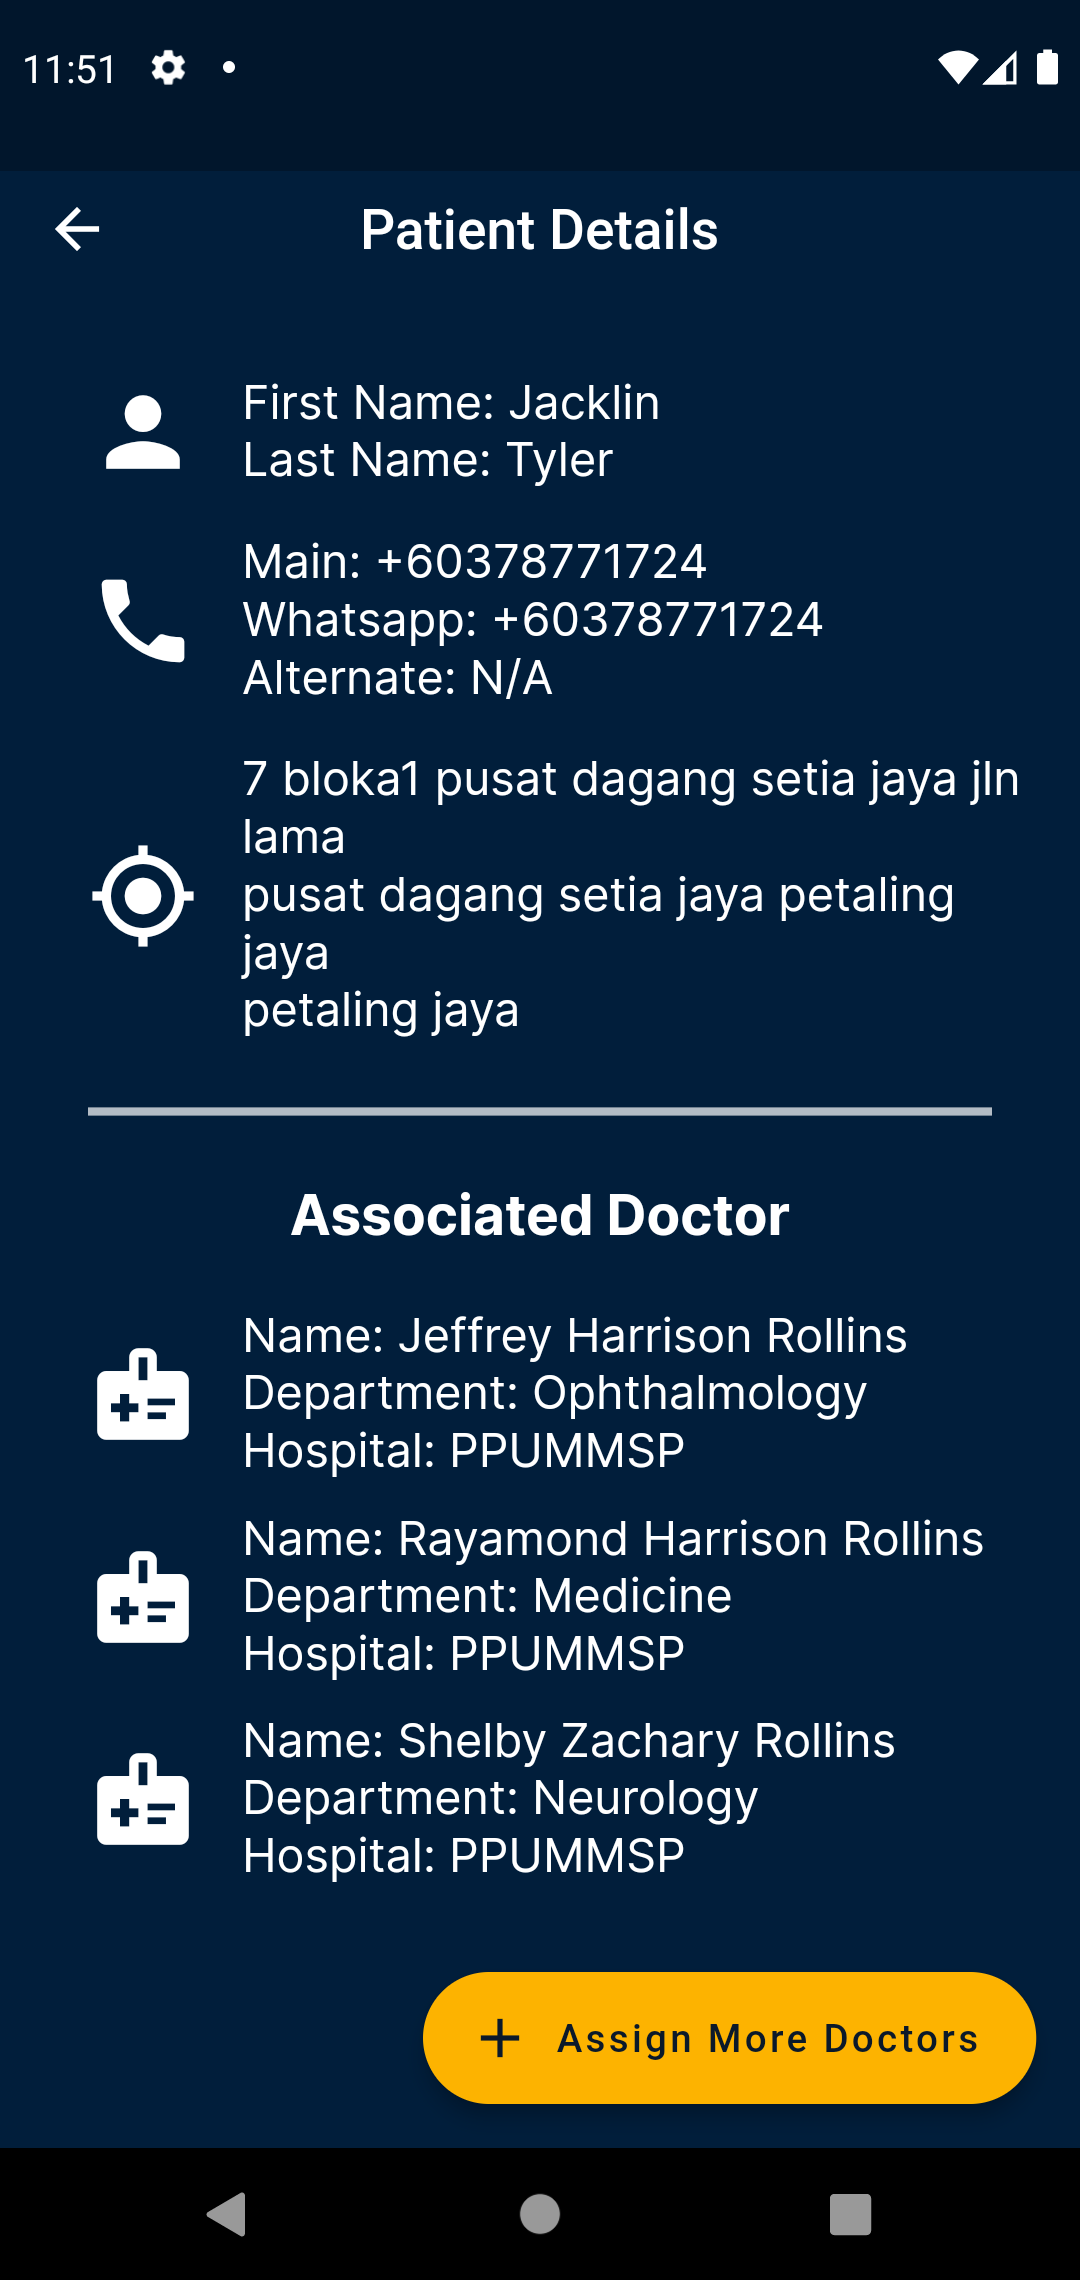 11:51
Patient Details
First Name: Jacklin
Last Name: Tyler
Main: +60378771724
Whatsapp: +60378771724
Alternate: N/A
7 bloka1 pusat dagang setia jaya jln
lama
pusat dagang setia jaya petaling
jaya
petaling jaya
Associated Doctor
Name: Jeffrey Harrison Rollins
Department: Ophthalmology
Hospital: PPUMMSP
Name: Rayamond Harrison Rollins
Department: Medicine
Hospital: PPUMMSP
Name: Shelby Zachary Rollins
Department: Neurology
Hospital: PPUMMSP
Assign More Doctors